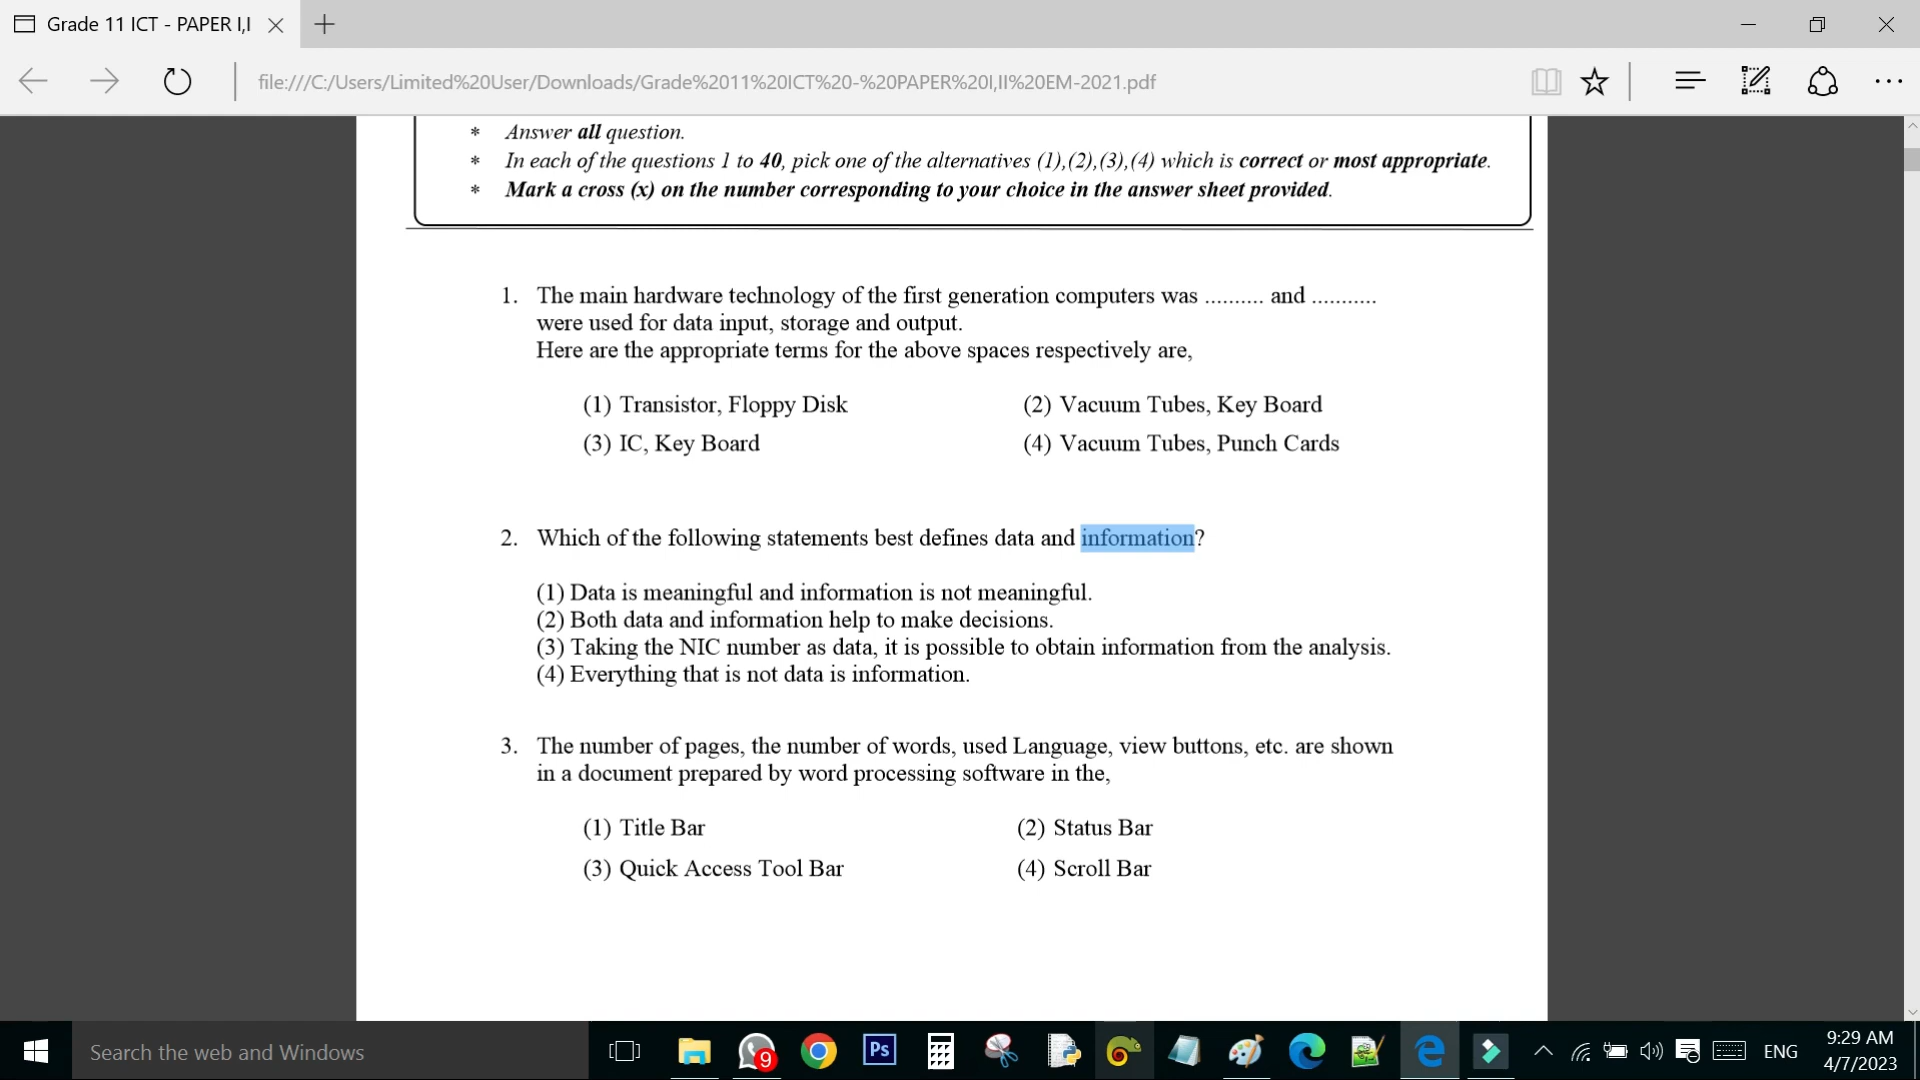 Grade 11 ICT - PAPER I,I
file:///C:/Users/Limited%20User/Downloads/Grade%2011%20ICT%20-%20PAPER%20I,II%20EM-2021.pdf
* Answer all question.
* In each of the questions 1 to 40, pick one of the alternatives (1),(2),(3),(4) which is correct or most appropriate.
* Mark a cross (x) on the number corresponding to your choice in the answer sheet provided.
1. The main hardware technology of the first generation computers was .......... and ...........
were used for data input, storage and output.
Here are the appropriate terms for the above spaces respectively are,
(1) Transistor, Floppy Disk (2) Vacuum Tubes, Key Board
(3) IC, Key Board (4) Vacuum Tubes, Punch Cards
2. Which of the following statements best defines data and information?
(1) Data is meaningful and information is not meaningful.
(2) Both data and information help to make decisions.
(3) Taking the NIC number as data, it is possible to obtain information from the analysis.
(4) Everything that is not data is information.
3. The number of pages, the number of words, used Language, view buttons, etc. are shown
in a document prepared by word processing software in the,
(1) Title Bar (2) Status Bar
(3) Quick Access Tool Bar (4) Scroll Bar
Search the web and Windows
9
Ps
ENG
9:29 AM
4/7/2023